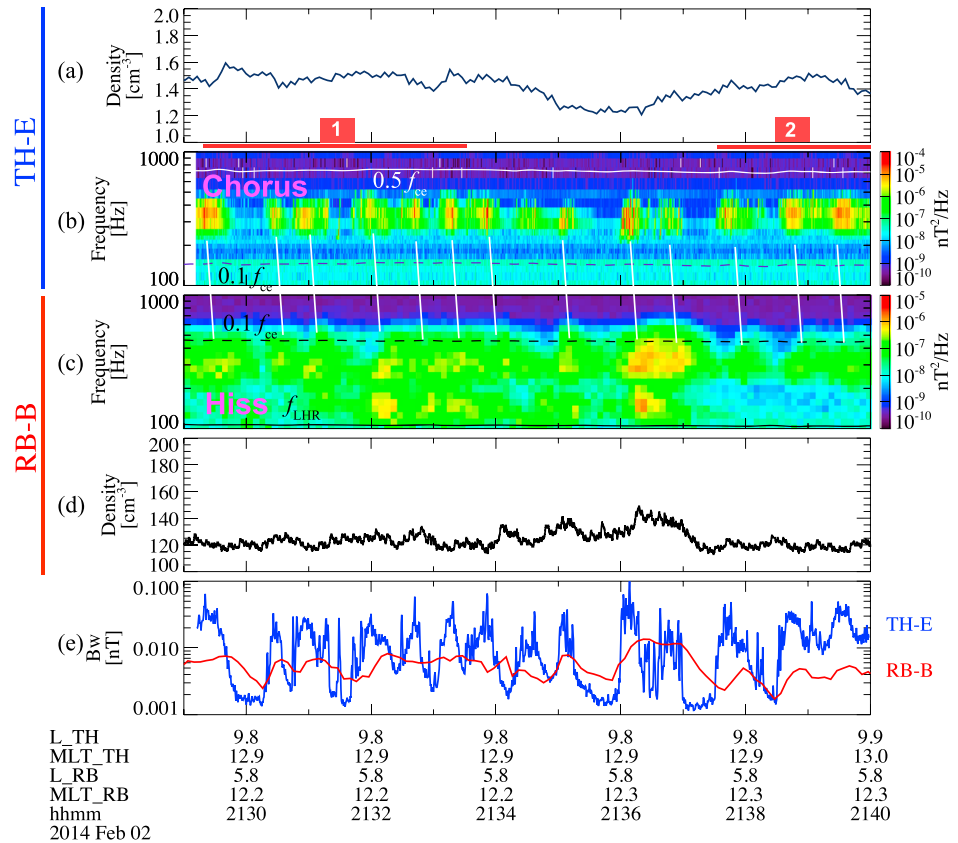 TH-E
RB-B
(a)
Density
[cm⁻³]
2.0
1.8
1.6
1.4
1.2
1.0
1
2
(b)
Frequency
[Hz]
1000
100
Chorus
0.5 fce
0.1 fce
10⁻⁴
10⁻⁵
10⁻⁶
10⁻⁷
10⁻⁸
10⁻⁹
10⁻¹⁰
nT⁻²/Hz
(c)
Frequency
[Hz]
1000
100
0.1 fce
Hiss
fLHR
10⁻⁵
10⁻⁶
10⁻⁷
10⁻⁸
10⁻⁹
10⁻¹⁰
nT⁻²/Hz
(d)
Density
[cm⁻³]
200
180
160
140
120
100
(e)
Bw
[nT]
0.100
0.010
0.001
TH-E
RB-B
L_TH 9.8 9.8 9.8 9.8 9.8 9.9
MLT_TH 12.9 12.9 12.9 12.9 12.9 13.0
L_RB 5.8 5.8 5.8 5.8 5.8 5.8
MLT_RB 12.2 12.2 12.2 12.3 12.3 12.3
hhmm 2130 2132 2134 2136 2138 2140
2014 Feb 02